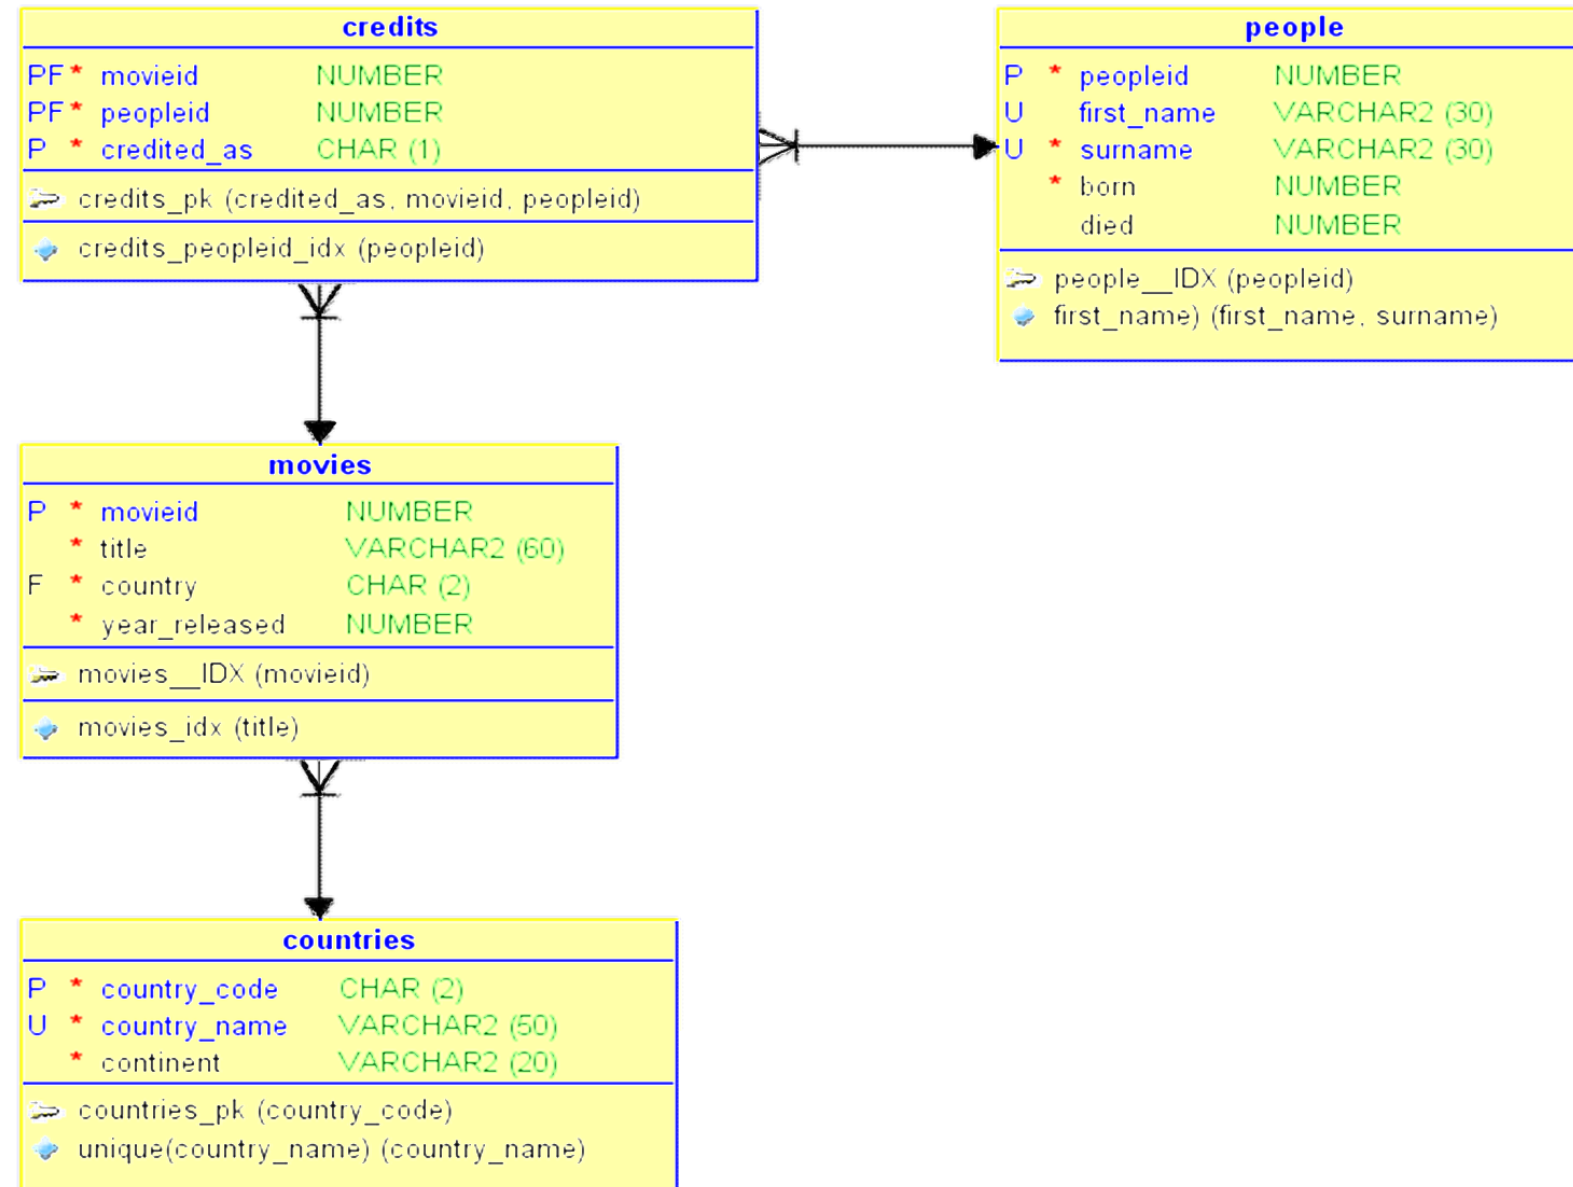 credits
PF * movieid NUMBER
PF * peopleid NUMBER
P * credited_as CHAR (1)
credits_pk (credited_as, movieid, peopleid)
credits_peopleid_idx (peopleid)
people
P * peopleid NUMBER
U first_name VARCHAR2 (30)
U * surname VARCHAR2 (30)
* born NUMBER
died NUMBER
people__IDX (peopleid)
first_name) (first_name, surname)
movies
P * movieid NUMBER
* title VARCHAR2 (60)
F * country CHAR (2)
* year_released NUMBER
movies__IDX (movieid)
movies_idx (title)
countries
P * country_code CHAR (2)
U * country_name VARCHAR2 (50)
* continent VARCHAR2 (20)
countries_pk (country_code)
unique(country_name) (country_name)